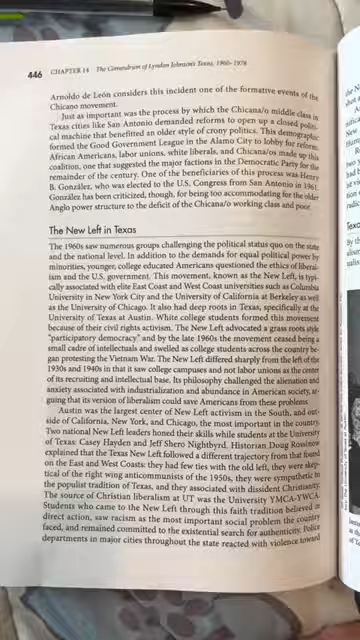 446 CHAPTER 14 The Conundrum of Lyndon Johnson's Texas, 1960–1978
Arnoldo de León considers this incident one of the formative events of the
Chicano movement.
Just as important was the process by which the Chicana/o middle class in
Texas cities like San Antonio demanded reforms to open up a closed politi-
cal machine that benefitted an older style of crony politics. This demographic
formed the Good Government League in the Alamo City to lobby for reform.
African Americans, labor unions, white liberals, and Chicana/os made up this
coalition, one that suggested the major factions in the Democratic Party for the
remainder of the century. One of the beneficiaries of this process was Henry
B. González, who was elected to the U.S. Congress from San Antonio in 1961.
González has been criticized, though, for being too accommodating for the older
Anglo power structure to the deficit of the Chicana/o working class and poor.
The New Left in Texas
The 1960s saw numerous groups challenging the political status quo on the state
and the national level. In addition to the demands for equal political power by
minorities, younger, college educated Americans questioned the ethics of liberal-
ism and the U.S. government. This movement, known as the New Left, is typi-
cally associated with elite East Coast and West Coast universities such as Columbia
University in New York City and the University of California at Berkeley as well
as the University of Chicago. It also had deep roots in Texas, specifically at the
University of Texas at Austin. White college students formed this movement
because of their civil rights activism. The New Left advocated a grass roots style
"participatory democracy" and by the late 1960s the movement ceased being a
small cadre of intellectuals and swelled as college students across the country be-
gan protesting the Vietnam War. The New Left differed sharply from the left of the
1930s and 1940s in that it saw college campuses and not labor unions as the center
of its recruiting and intellectual base. Its philosophy challenged the alienation and
anxiety associated with industrialization and abundance in American society, ar-
guing that its version of liberalism could save Americans from these problems.
Austin was the largest center of New Left activism in the South, and out-
side of California, New York, and Chicago, the most important in the country.
Two national New Left leaders honed their skills while students at the University
of Texas: Casey Hayden and Jeff Shero Nightbyrd. Historian Doug Rossinow
explained that the Texas New Left followed a different trajectory from that found
on the East and West Coasts: they had few ties with the old left, they were skep-
tical of the right wing anticommunists of the 1950s, they were sympathetic to
the populist tradition of Texas, and they associated with dissident Christianity.
The source of Christian liberalism at UT was the University YMCA-YWCA.
Students who came to the New Left through this faith tradition believed in
direct action, saw racism as the most important social problem the country
faced, and remained committed to the existential search for authenticity. Police
departments in major cities throughout the state reacted with violence toward